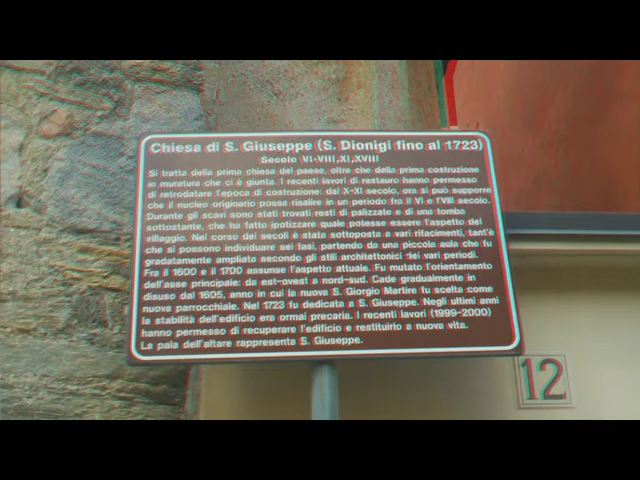 Chiesa di S. Giuseppe (S. Dionigi fino al 1723)
Secolo VI-VIII,XI,XVIII
Si tratta della prima chiesa del paese, oltre che della prima costruzione
in muratura che ci è giunta. I recenti lavori di restauro hanno permesso
di retrodatare l'epoca di costruzione: dal X-XI secolo, ora si può supporre
che il nucleo originario possa risalire in un periodo fra il VI e l'VIII secolo.
Durante gli scavi sono stati trovati resti di palizzate e di una tomba
sottostante, che ha fatto ipotizzare quale potesse essere l'aspetto del
villaggio. Nel corso dei secoli è stata sottoposta a vari rifacimenti, tant'è
che si possono individuare sei fasi, partendo da una piccola aula che fu
gradatamente ampliata secondo gli stili architettonici dei vari periodi.
Fra il 1600 e il 1700 assunse l'aspetto attuale. Fu mutato l'orientamento
dell'asse principale: da est-ovest a nord-sud. Cade gradualmente in
disuso dal 1605, anno in cui la nuova S. Giorgio Martire fu scelta come
nuova parrocchiale. Nel 1723 fu dedicata a S. Giuseppe. Negli ultimi anni
la stabilità dell'edificio era ormai precaria. I recenti lavori (1999-2000)
hanno permesso di recuperare l'edificio e restituirlo a nuova vita.
La pala dell'altare rappresenta S. Giuseppe.
12